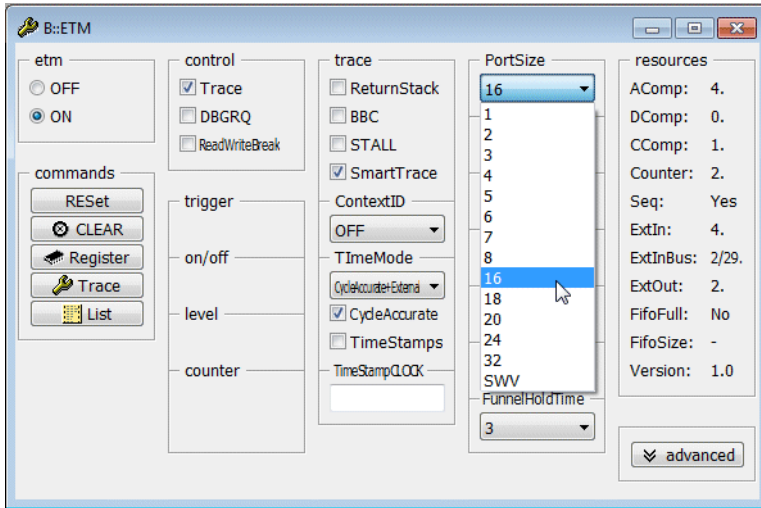 B::ETM
etm
OFF
ON
commands
RESet
CLEAR
Register
Trace
List
control
Trace
DBGRQ
ReadWriteBreak
trigger
on/off
level
counter
trace
ReturnStack
BBC
STALL
SmartTrace
ContextID
OFF
TImeMode
CycleAccurate+External
CycleAccurate
TimeStamps
TimeStampCLOCK
PortSize
16
1
2
3
4
5
6
7
8
16
18
20
24
32
SWV
FunnelHoldTime
3
resources
AComp: 4.
DComp: 0.
CComp: 1.
Counter: 2.
Seq: Yes
ExtIn: 4.
ExtInBus: 2/29.
ExtOut: 2.
FifoFull: No
FifoSize: -
Version: 1.0
advanced